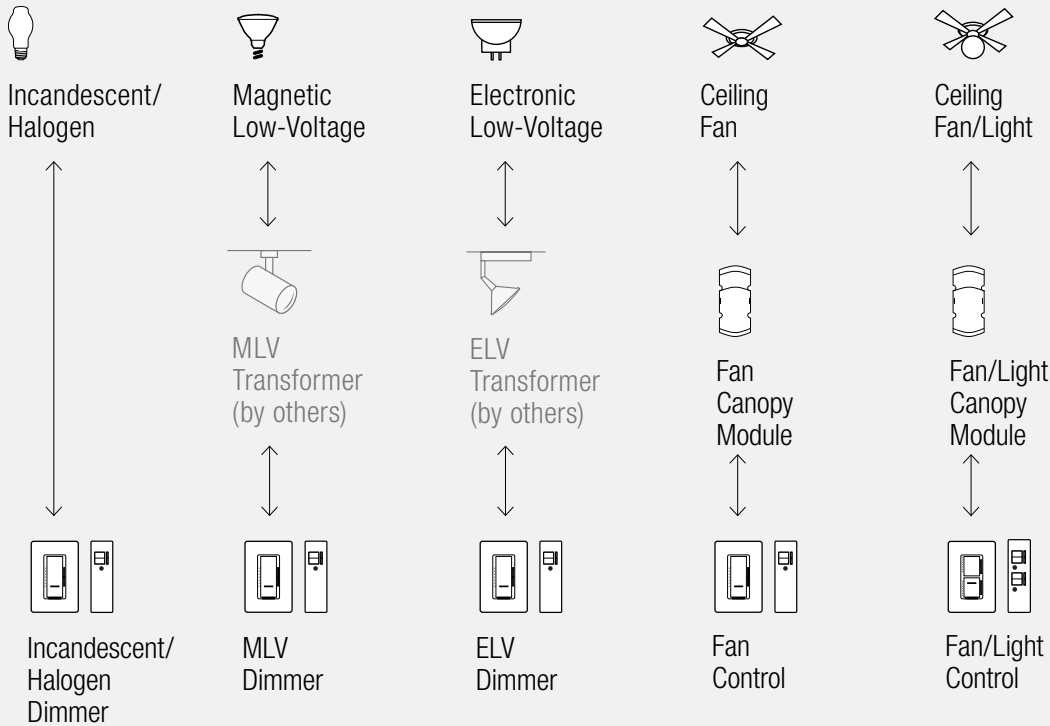 Incandescent/
Halogen
Magnetic
Low-Voltage
Electronic
Low-Voltage
Ceiling
Fan
Ceiling
Fan/Light
MLV
Transformer
(by others)
ELV
Transformer
(by others)
Fan
Canopy
Module
Fan/Light
Canopy
Module
Incandescent/
Halogen
Dimmer
MLV
Dimmer
ELV
Dimmer
Fan
Control
Fan/Light
Control